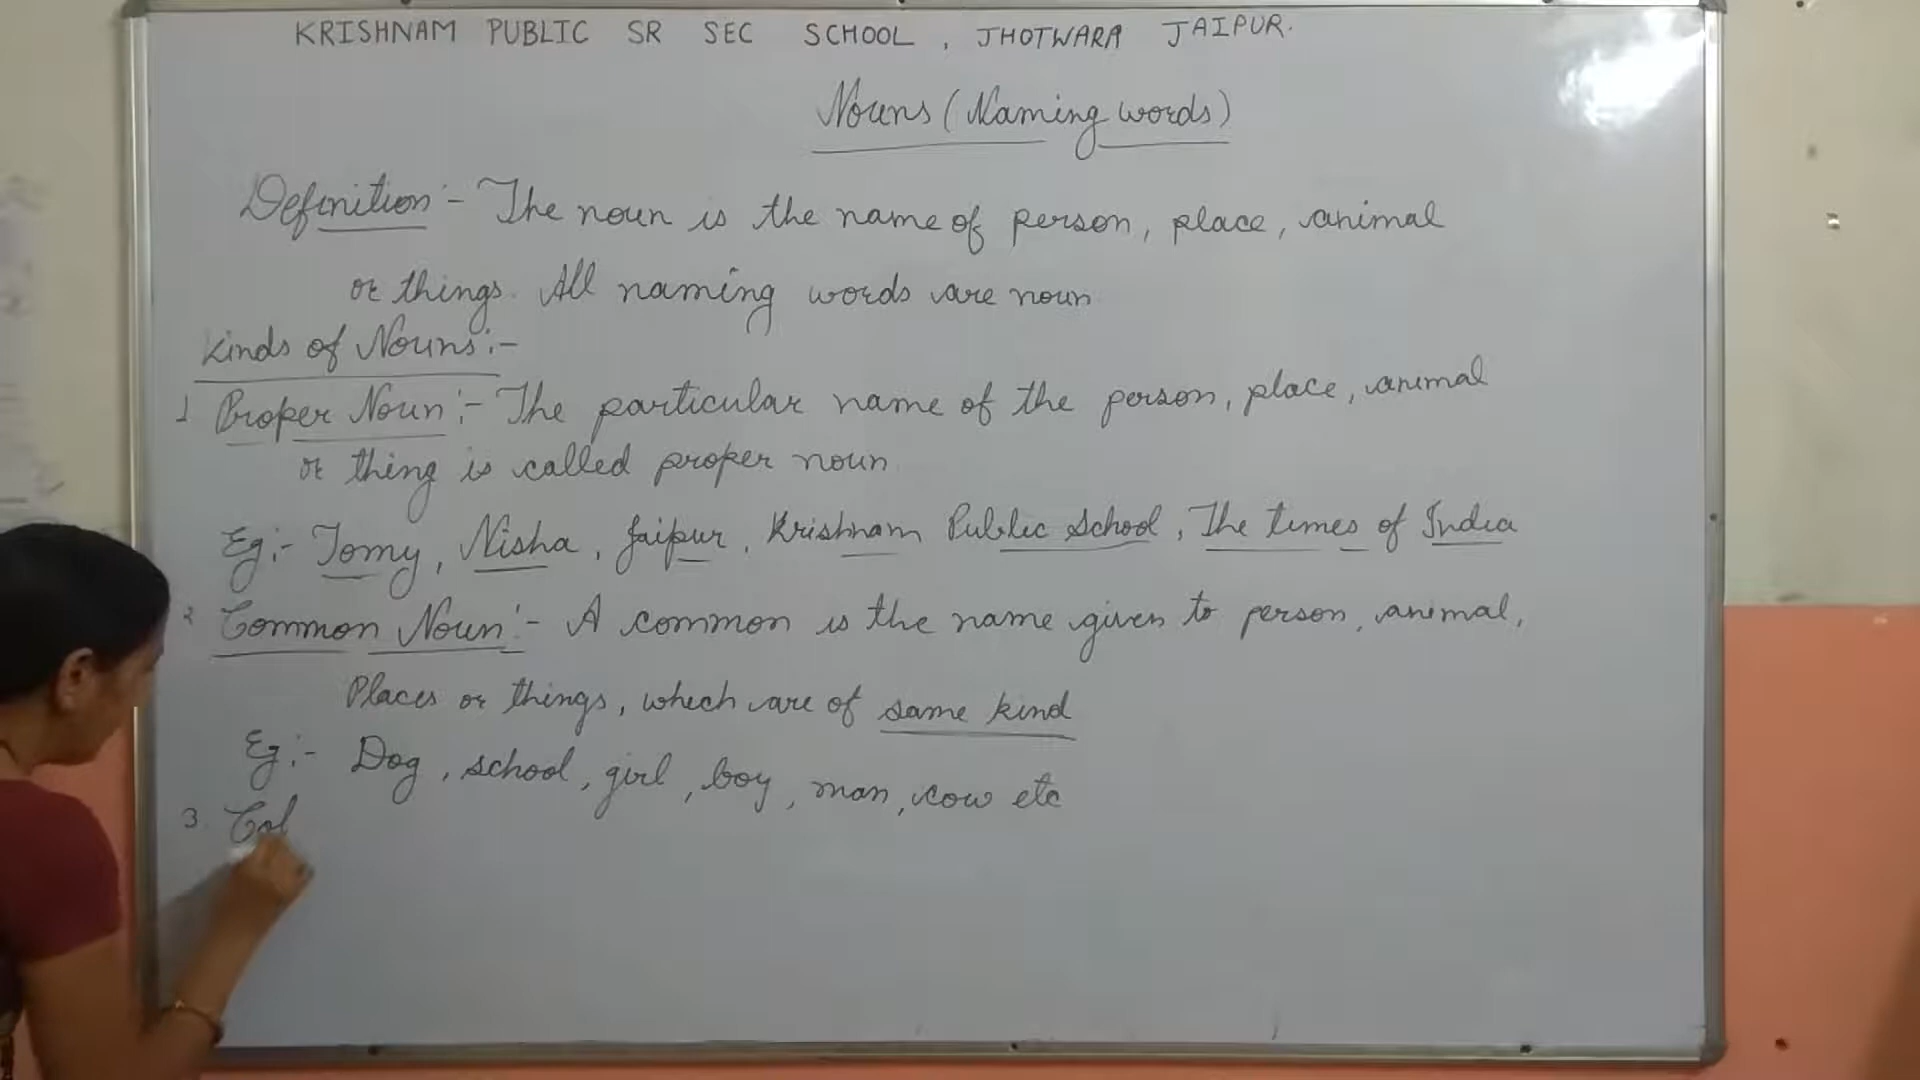 KRISHNAM PUBLIC SR SEC SCHOOL, JHOTWARA JAIPUR.
Nouns (Naming words)
Definition:- The noun is the name of person, place, animal
or things. All naming words are noun
Kinds of Nouns:-
1 Proper Noun:- The particular name of the person, place, animal
or thing is called proper noun
Eg:- Tomy, Nisha, Jaipur, Krishnam Public School, The times of India
2 Common Noun:- A common is the name given to person, animal,
Places or things, which are of same kind
Eg:- Dog, school, girl, boy, man, cow etc
3. Col